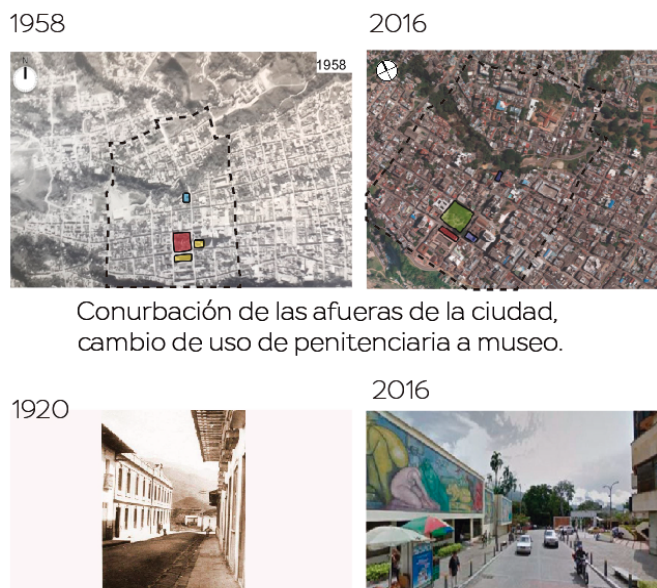 1958
2016
N
1958
Conurbación de las afueras de la ciudad,
cambio de uso de penitenciaria a museo.
1920
2016